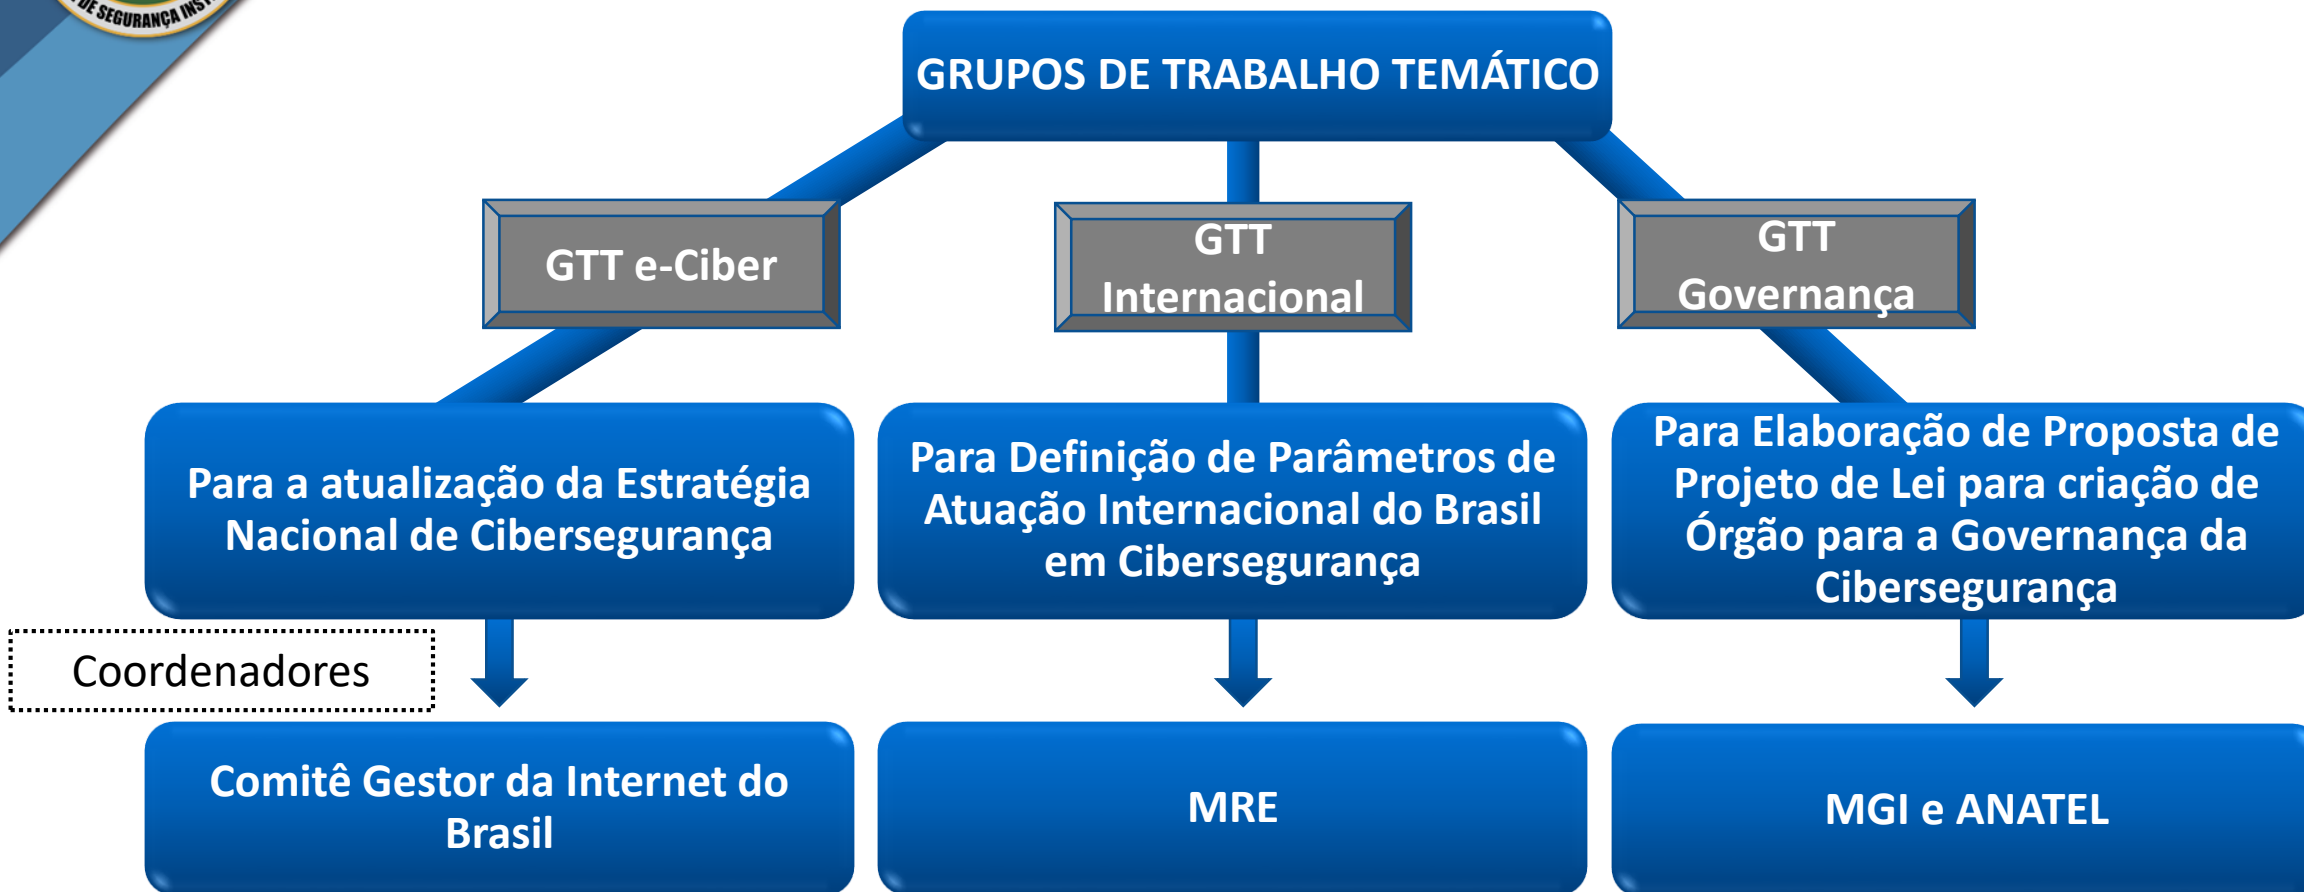 DE SEGURANÇA
GRUPOS DE TRABALHO TEMÁTICO
GTT e-Ciber
GTT
Internacional
GTT
Governança
Para a atualização da Estratégia
Nacional de Cibersegurança
Para Definição de Parâmetros de
Atuação Internacional do Brasil
em Cibersegurança
Para Elaboração de Proposta de
Projeto de Lei para criação de
Órgão para a Governança da
Cibersegurança
Coordenadores
Comitê Gestor da Internet do
Brasil
MRE
MGI e ANATEL